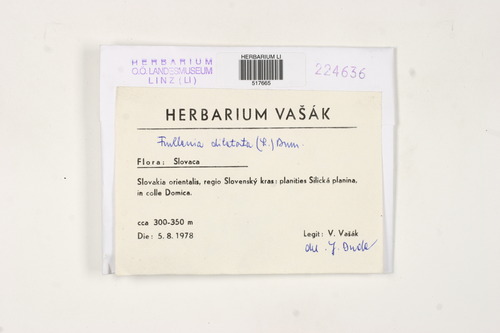 HERBARIUM
O.Ö. LANDESMUSEUM
LINZ (LI)
HERBARIUM LI
517665
224636
HERBARIUM VAŠÁK
Frullania dilatata (L.) Dum.
Flora: Slovaca
Slovakia orientalis, regio Slovenský kras: planities Silická planina,
in colle Domica.
cca 300-350 m
Die: 5. 8. 1978
Legit: V. Vašák
det. J. Duda